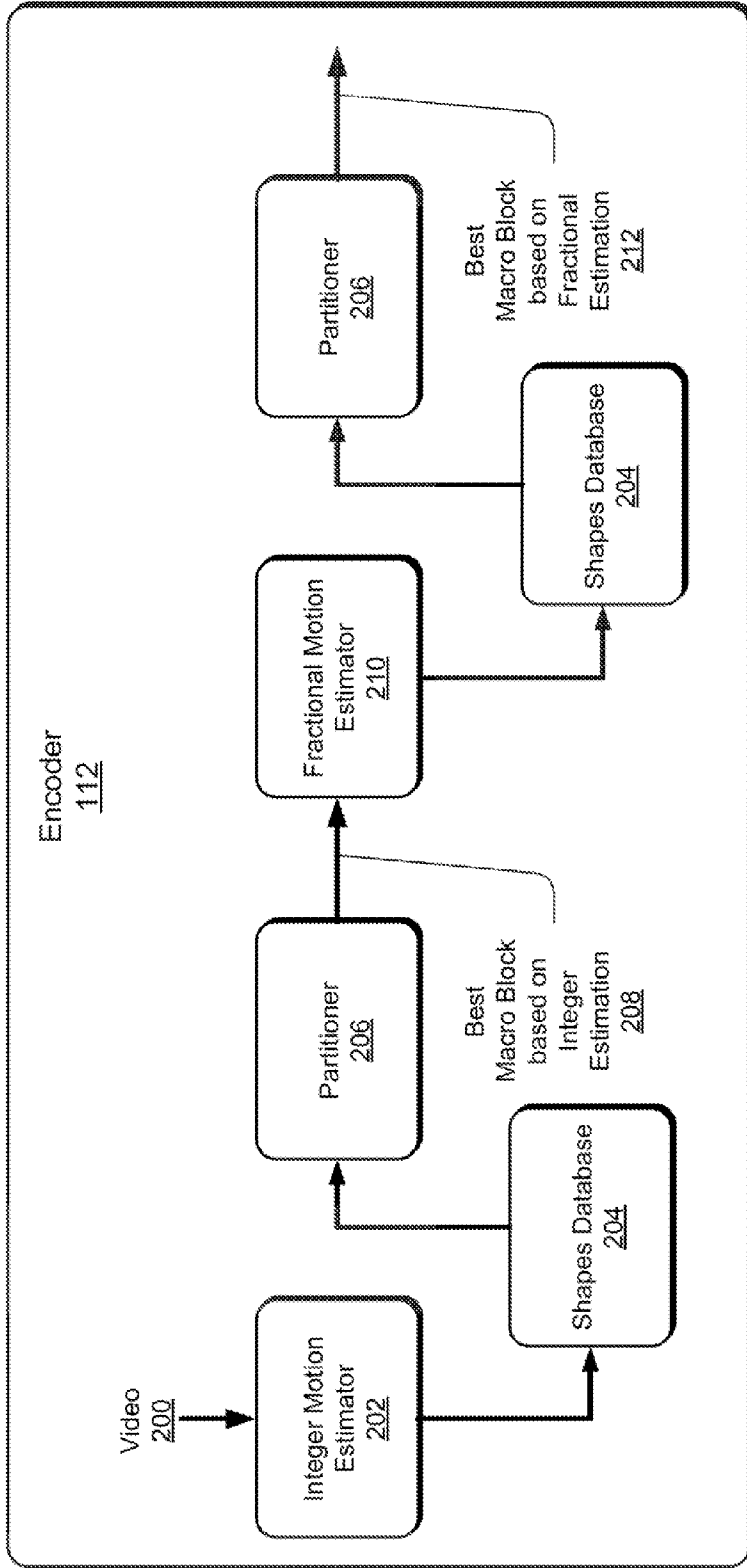 Encoder
112
Video
200
Integer Motion
Estimator
202
Shapes Database
204
Partitioner
206
Best
Macro Block
based on
Integer
Estimation
208
Fractional Motion
Estimator
210
Shapes Database
204
Partitioner
206
Best
Macro Block
based on
Fractional
Estimation
212